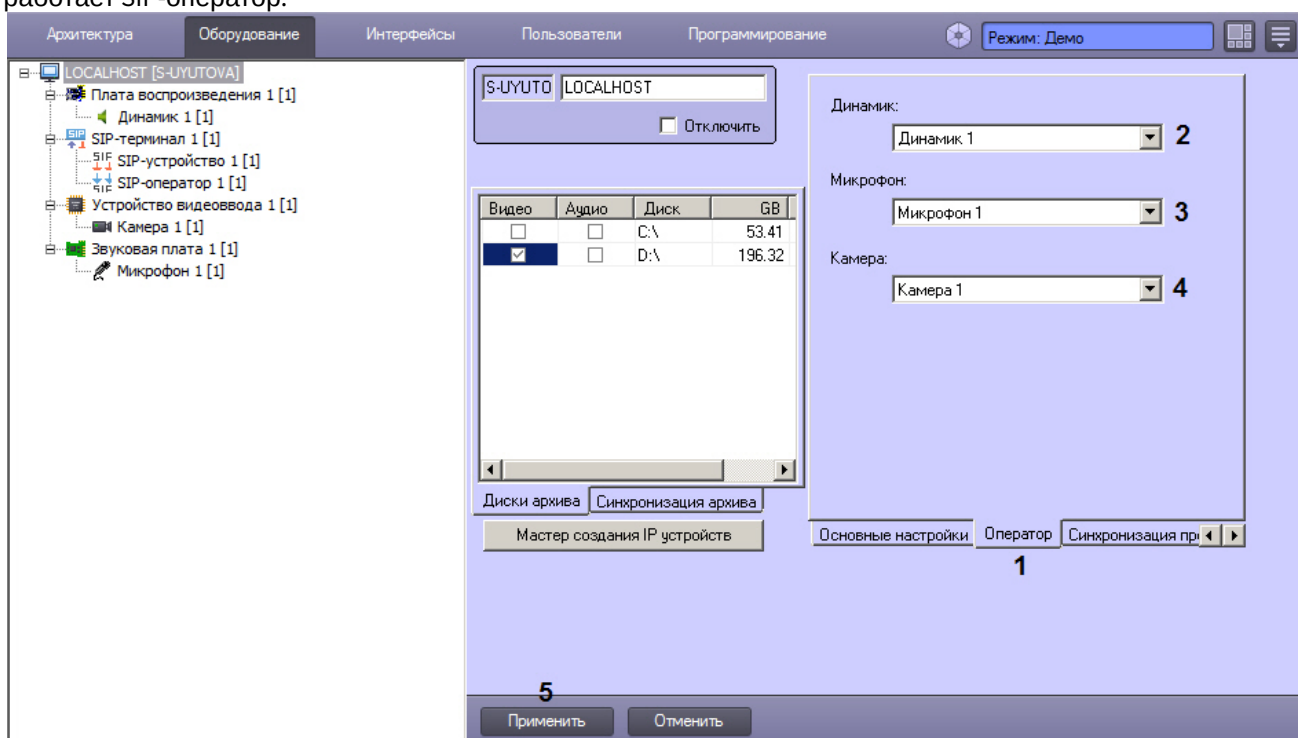 работает SIP-оператор.
Архитектура Оборудование Интерфейсы Пользователи Программирование Режим: Демо
LOCALHOST [S-UYUTOVA]
Плата воспроизведения 1 [1]
Динамик 1 [1]
SIP-терминал 1 [1]
SIP-устройство 1 [1]
SIP-оператор 1 [1]
Устройство видеоввода 1 [1]
Камера 1 [1]
Звуковая плата 1 [1]
Микрофон 1 [1]
S-UYUTO LOCALHOST
Отключить
Видео Аудио Диск GB
C:\ 53.41
D:\ 196.32
Диски архива Синхронизация архива
Мастер создания IP устройств
Динамик:
Динамик 1 2
Микрофон:
Микрофон 1 3
Камера:
Камера 1 4
Основные настройки Оператор Синхронизация пр
1
5
Применить Отменить